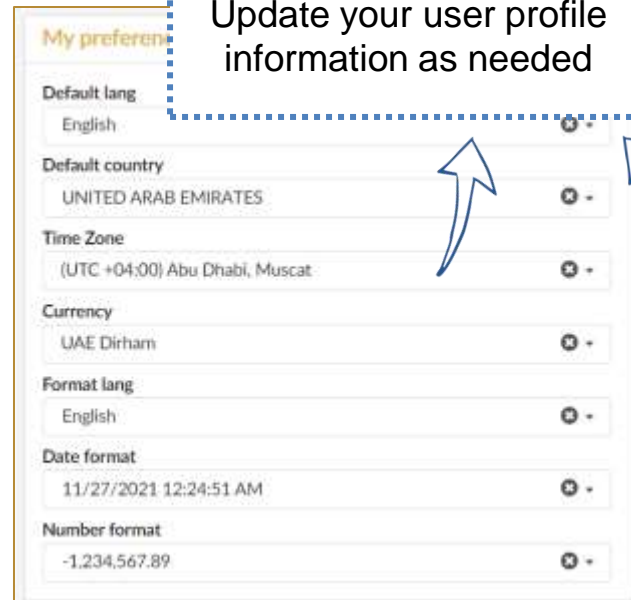 Update your user profile
information as needed
My preferen
Default lang
English
Default country
UNITED ARAB EMIRATES
Time Zone
(UTC +04:00) Abu Dhabi, Muscat
Currency
UAE Dirham
Format lang
English
Date format
11/27/2021 12:24:51 AM
Number format
-1,234,567.89